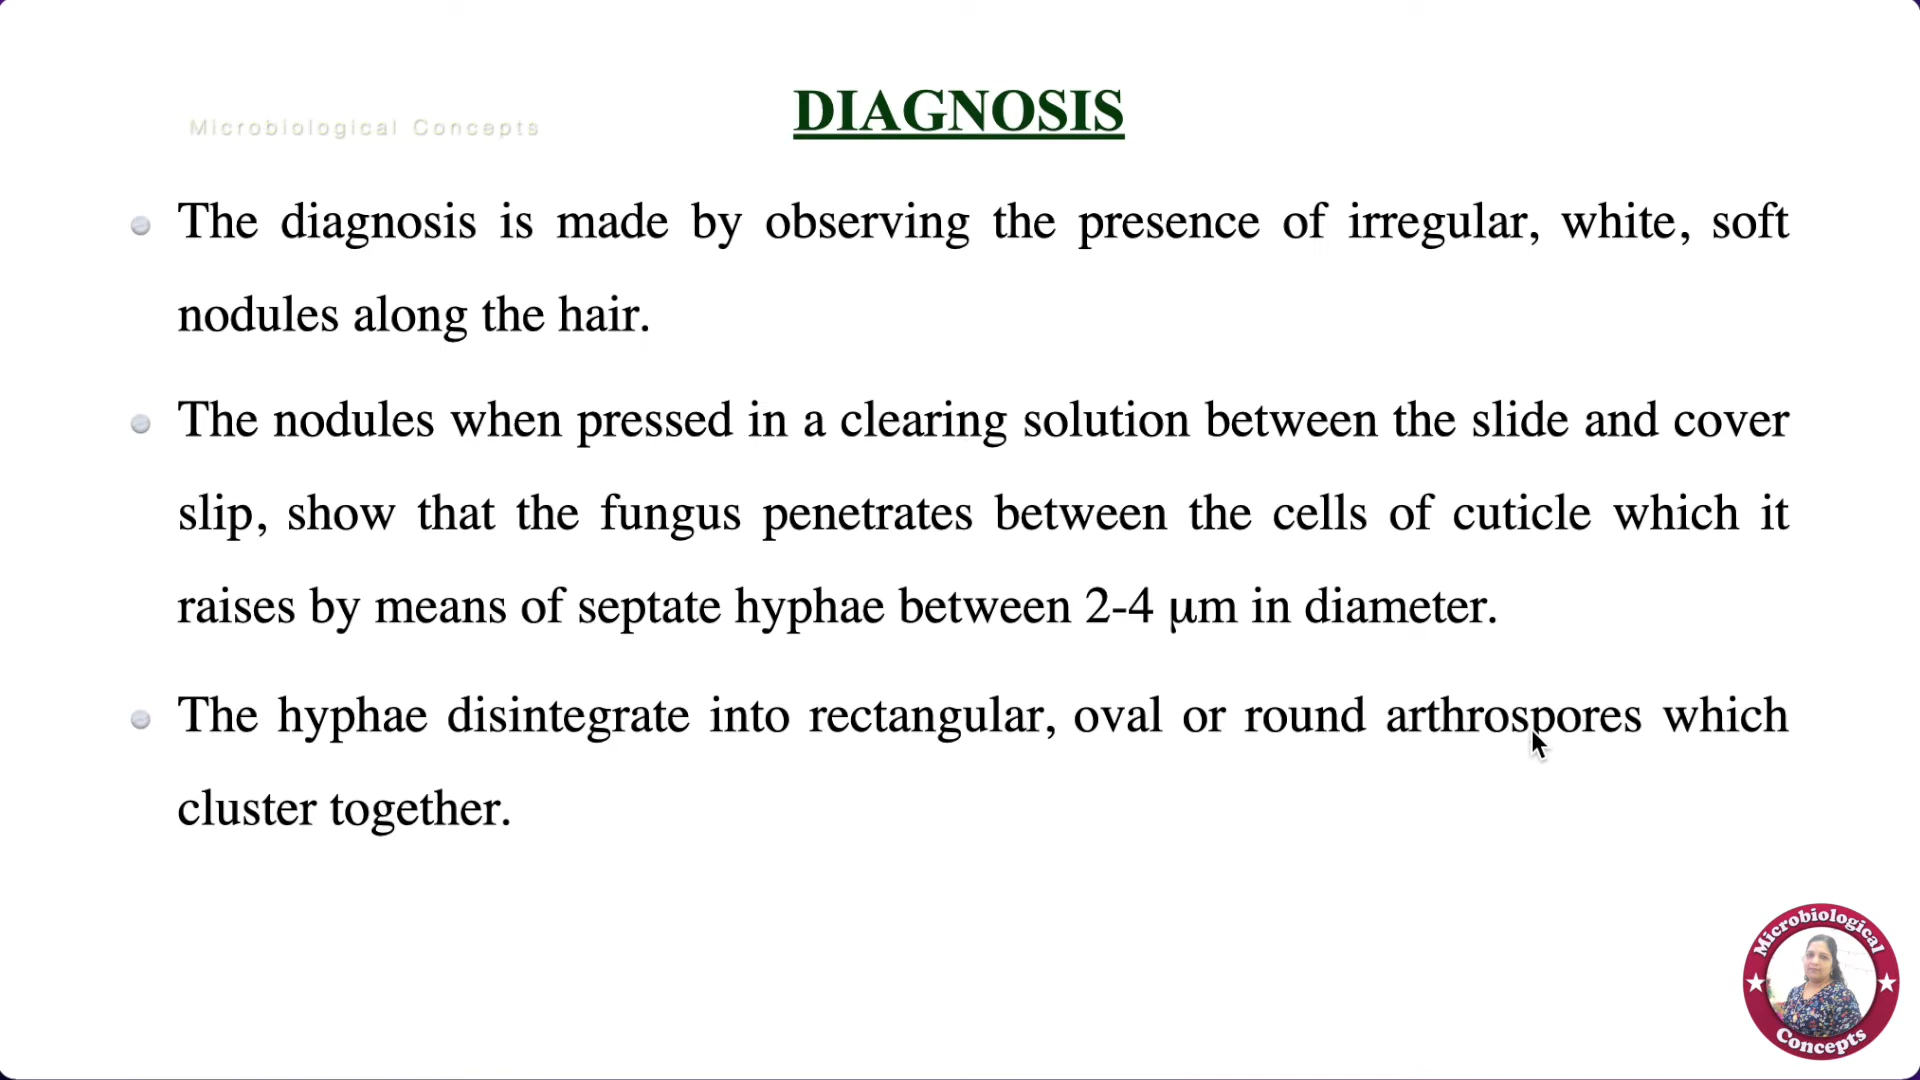 DIAGNOSIS
Microbiological Concepts
The diagnosis is made by observing the presence of irregular, white, soft
nodules along the hair.
The nodules when pressed in a clearing solution between the slide and cover
slip, show that the fungus penetrates between the cells of cuticle which it
raises by means of septate hyphae between 2-4 µm in diameter.
The hyphae disintegrate into rectangular, oval or round arthrospores which
cluster together.
Microbiological
Concepts